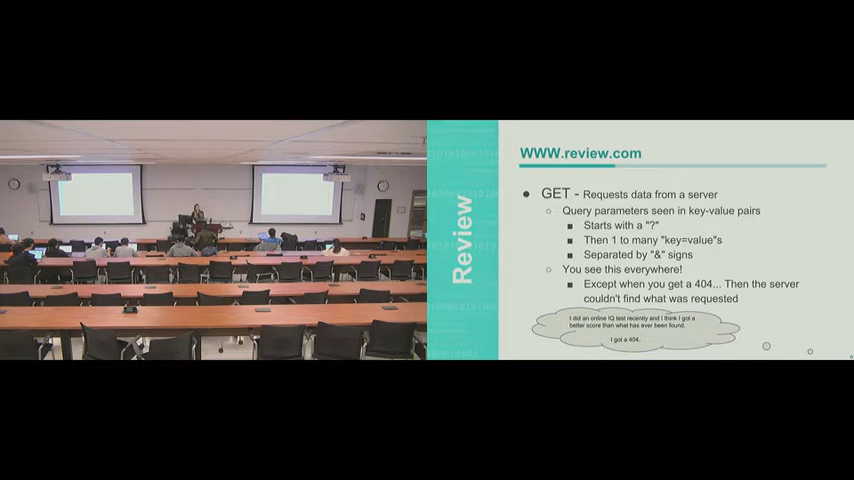 Review
WWW.review.com
● GET - Requests data from a server
○ Query parameters seen in key-value pairs
■ Starts with a "?"
■ Then 1 to many "key=value"s
■ Separated by "&" signs
○ You see this everywhere!
■ Except when you get a 404... Then the server
couldn't find what was requested
I did an online IQ test recently and I think I got a
better score than what has ever been found.
I got a 404.